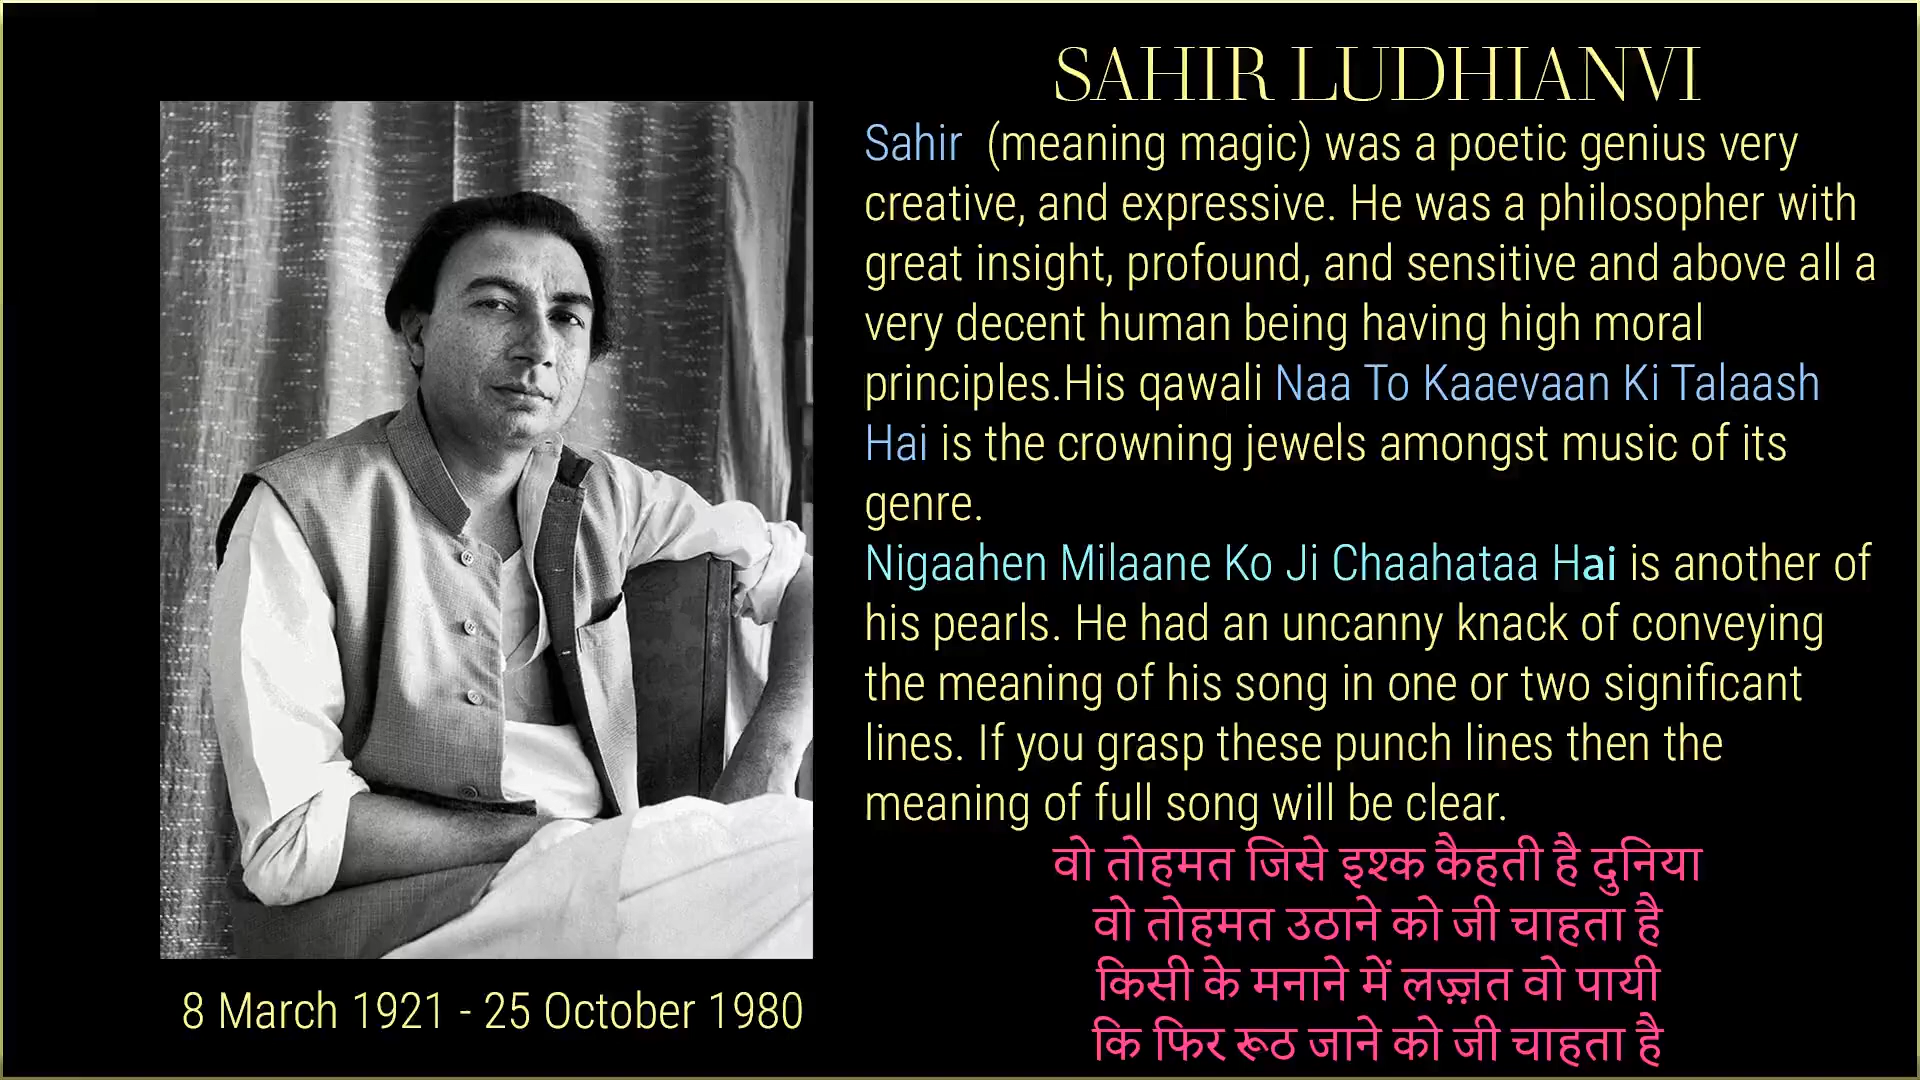 SAHIR LUDHIANVI
Sahir (meaning magic) was a poetic genius very
creative, and expressive. He was a philosopher with
great insight, profound, and sensitive and above all a
very decent human being having high moral
principles.His qawali Naa To Kaaevaan Ki Talaash
Hai is the crowning jewels amongst music of its
genre.
Nigaahen Milaane Ko Ji Chaahataa Hai is another of
his pearls. He had an uncanny knack of conveying
the meaning of his song in one or two significant
lines. If you grasp these punch lines then the
meaning of full song will be clear.
वो तोहमत जिसे इश्क कैहती है दुनिया
वो तोहमत उठाने को जी चाहता है
किसी के मनाने में लज़्ज़त वो पायी
कि फिर रूठ जाने को जी चाहता है
8 March 1921 - 25 October 1980